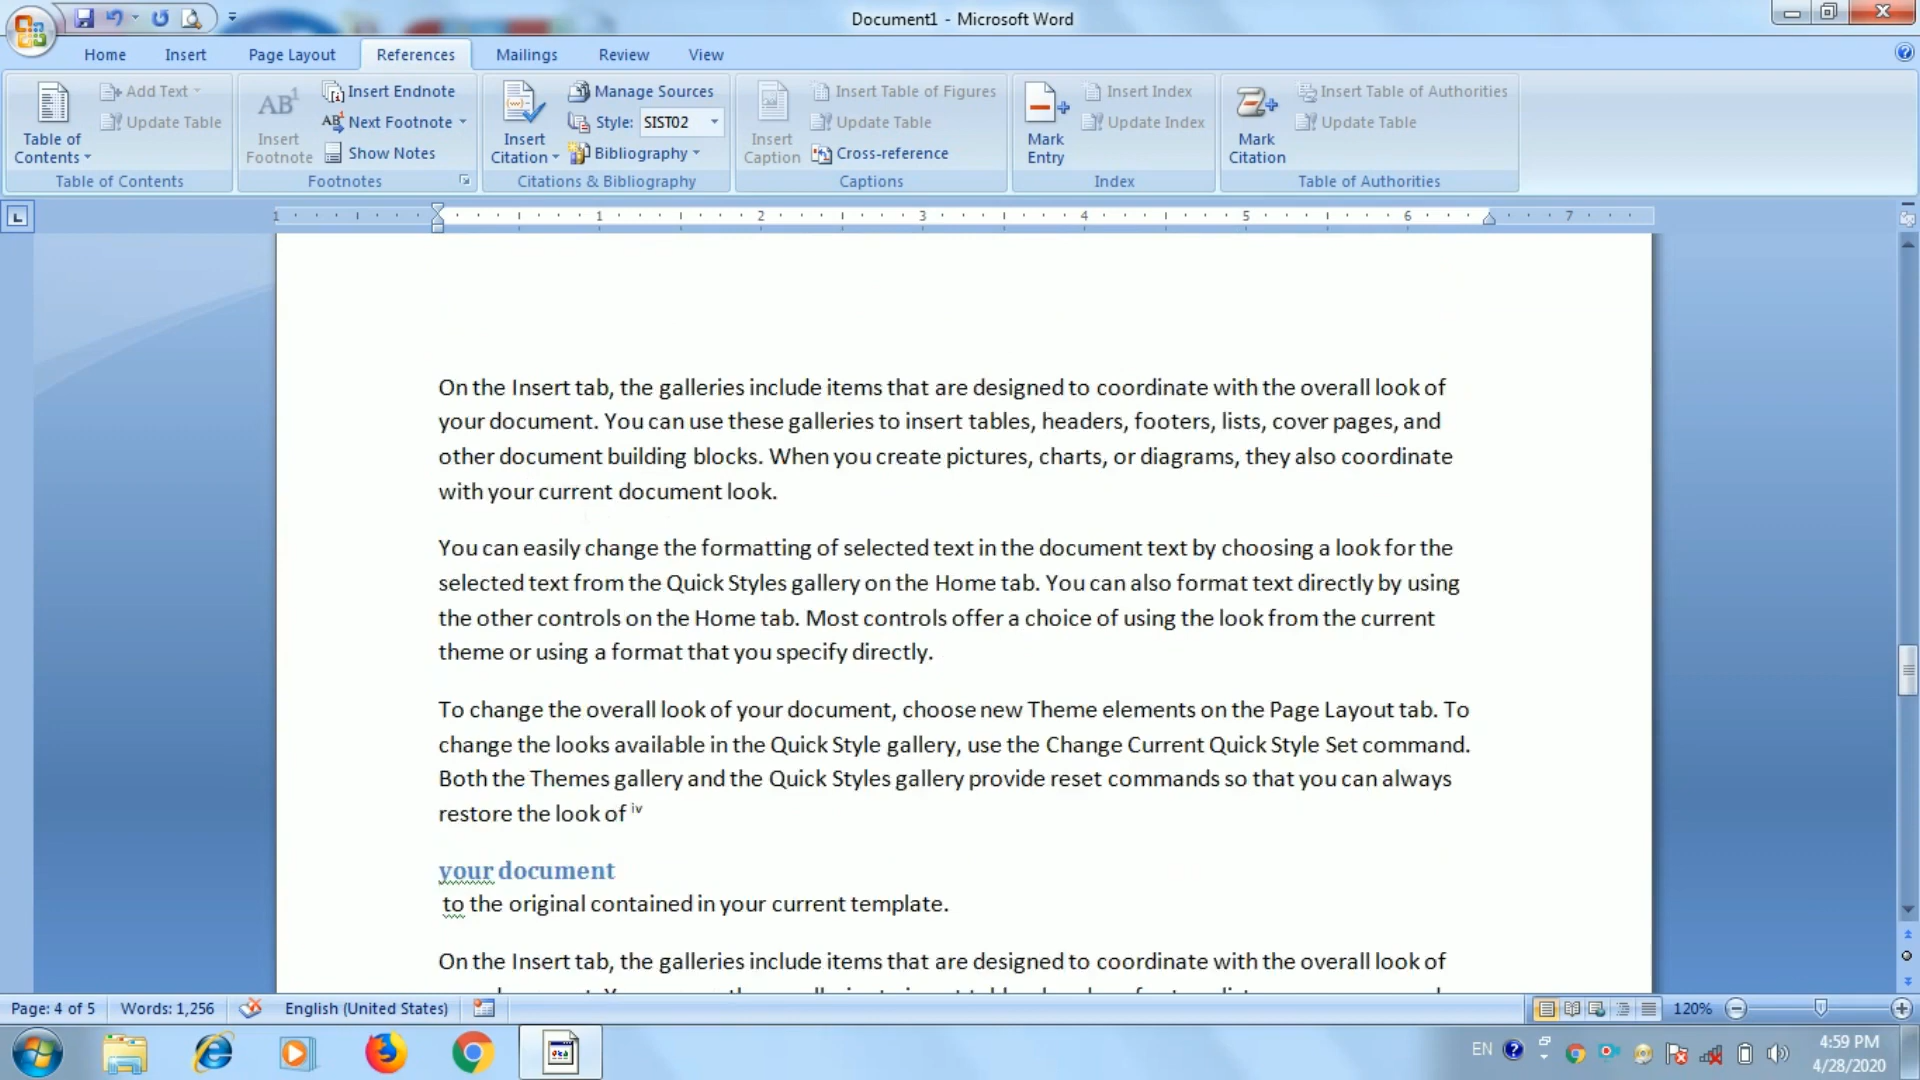 Document1 - Microsoft Word
Home Insert Page Layout References Mailings Review View
Table of Contents
Add Text
Update Table
Table of Contents
AB1
Insert Footnote
Insert Endnote
Next Footnote
Show Notes
Footnotes
Insert Citation
Manage Sources
Style: SIST02
Bibliography
Citations & Bibliography
Insert Caption
Insert Table of Figures
Update Table
Cross-reference
Captions
Mark Entry
Insert Index
Update Index
Index
Mark Citation
Insert Table of Authorities
Update Table
Table of Authorities
1 1 2 3 4 5 6 7
On the Insert tab, the galleries include items that are designed to coordinate with the overall look of
your document. You can use these galleries to insert tables, headers, footers, lists, cover pages, and
other document building blocks. When you create pictures, charts, or diagrams, they also coordinate
with your current document look.
You can easily change the formatting of selected text in the document text by choosing a look for the
selected text from the Quick Styles gallery on the Home tab. You can also format text directly by using
the other controls on the Home tab. Most controls offer a choice of using the look from the current
theme or using a format that you specify directly.
To change the overall look of your document, choose new Theme elements on the Page Layout tab. To
change the looks available in the Quick Style gallery, use the Change Current Quick Style Set command.
Both the Themes gallery and the Quick Styles gallery provide reset commands so that you can always
restore the look of iv
your document
to the original contained in your current template.
On the Insert tab, the galleries include items that are designed to coordinate with the overall look of
Page: 4 of 5 Words: 1,256 English (United States) 120%
EN
4:59 PM
4/28/2020